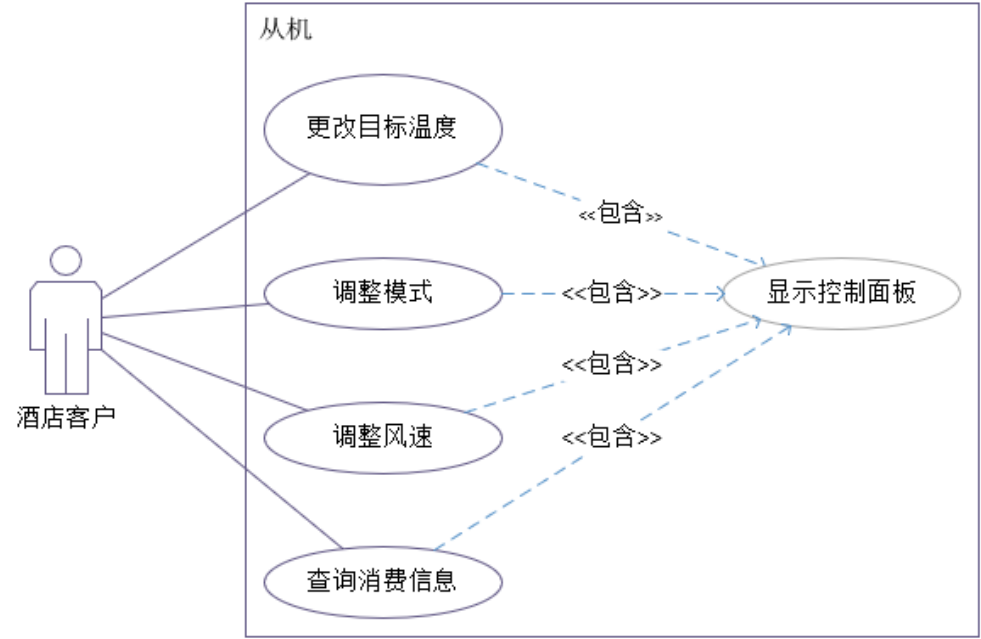 从机
更改目标温度
<<包含>>
调整模式
<<包含>>
显示控制面板
<<包含>>
酒店客户
调整风速
<<包含>>
查询消费信息